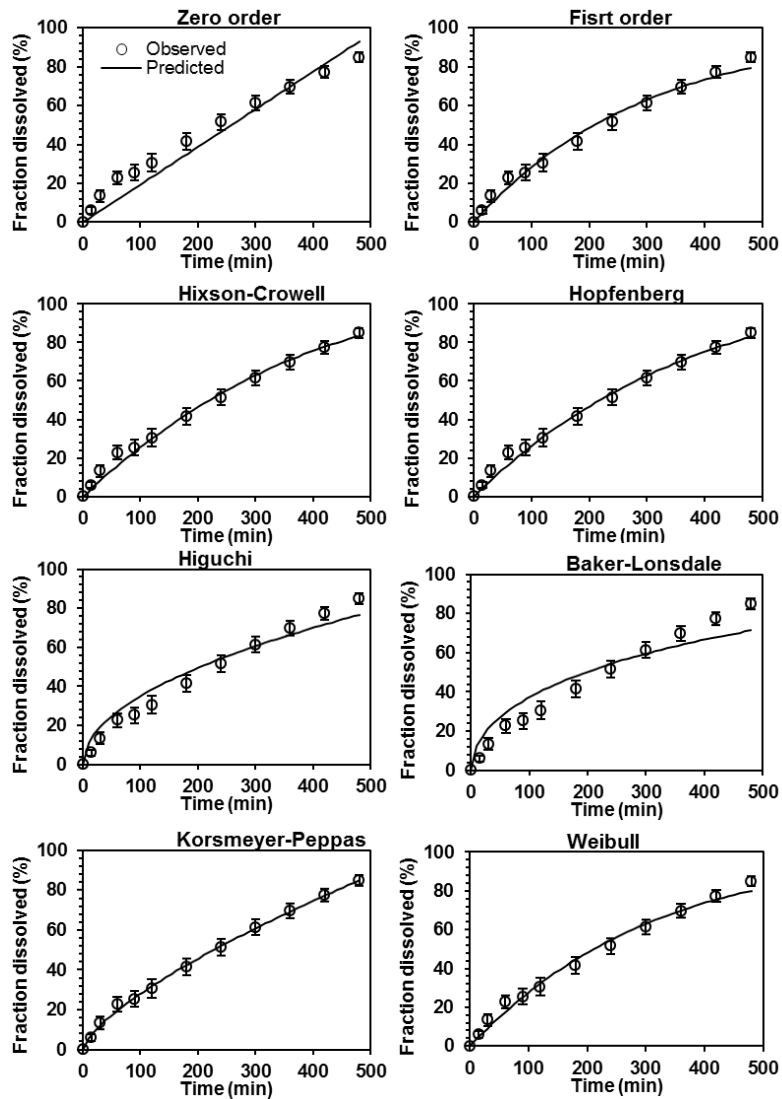 Zero order
Fraction dissolved (%)
100
80
60
40
20
0
Observed
Predicted
0 100 200 300 400 500
Time (min)
Fisrt order
Fraction dissolved (%)
100
80
60
40
20
0
0 100 200 300 400 500
Time (min)
Hixson-Crowell
Fraction dissolved (%)
100
80
60
40
20
0
0 100 200 300 400 500
Time (min)
Hopfenberg
Fraction dissolved (%)
100
80
60
40
20
0
0 100 200 300 400 500
Time (min)
Higuchi
Fraction dissolved (%)
100
80
60
40
20
0
0 100 200 300 400 500
Time (min)
Baker-Lonsdale
Fraction dissolved (%)
100
80
60
40
20
0
0 100 200 300 400 500
Time (min)
Korsmeyer-Peppas
Fraction dissolved (%)
100
80
60
40
20
0
0 100 200 300 400 500
Time (min)
Weibull
Fraction dissolved (%)
100
80
60
40
20
0
0 100 200 300 400 500
Time (min)